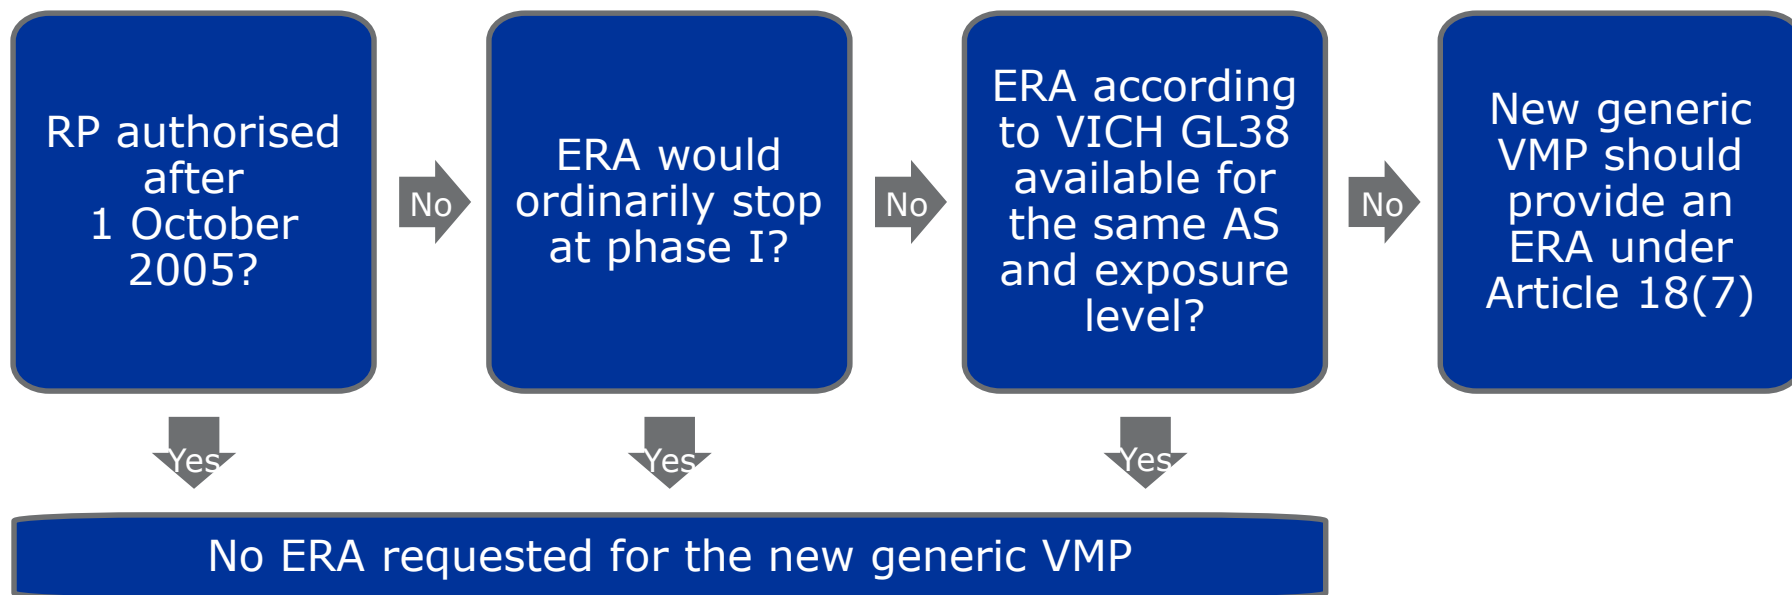 RP authorised
after
1 October
2005?
No
ERA would
ordinarily stop
at phase I?
No
ERA according
to VICH GL38
available for
the same AS
and exposure
level?
No
New generic
VMP should
provide an
ERA under
Article 18(7)
Yes
Yes
Yes
No ERA requested for the new generic VMP